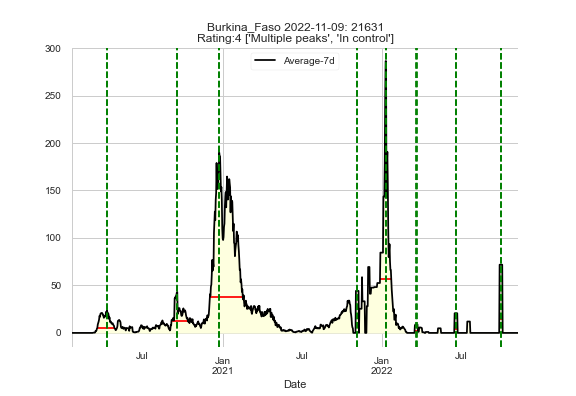 Burkina_Faso 2022-11-09: 21631
Rating:4 ['Multiple peaks', 'In control']
Average-7d
300
250
200
150
100
50
0
Jul
Jan
2021
Jul
Jan
2022
Jul
Date